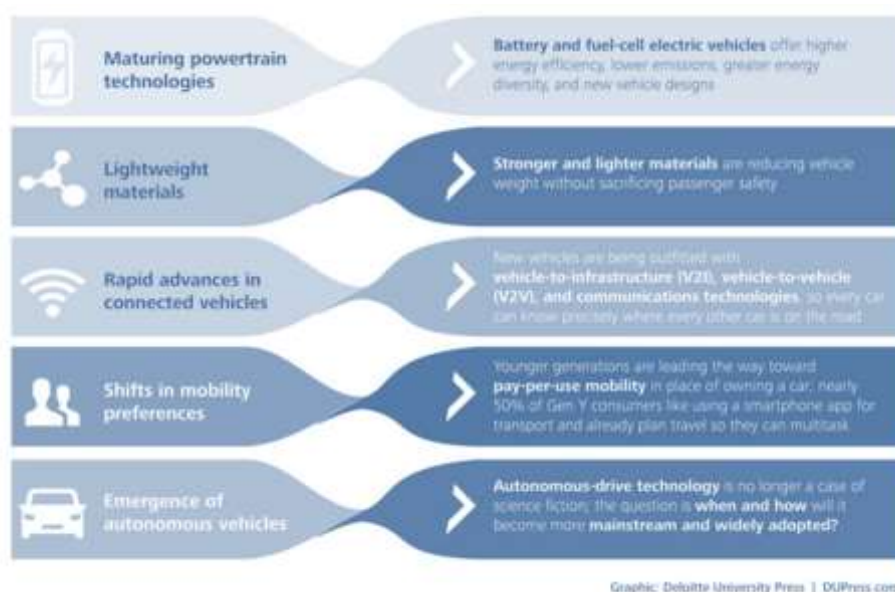 Maturing powertrain
technologies
Battery and fuel-cell electric vehicles offer higher
energy efficiency, lower emissions, greater energy
diversity, and new vehicle designs
Lightweight
materials
Stronger and lighter materials are reducing vehicle
weight without sacrificing passenger safety
Rapid advances in
connected vehicles
New vehicles are being outfitted with
vehicle-to-infrastructure (V2I), vehicle-to-vehicle
(V2V), and communications technologies, so every car
can know precisely where every other car is on the road
Shifts in mobility
preferences
Younger generations are leading the way toward
pay-per-use mobility in place of owning a car: nearly
50% of Gen Y consumers like using a smartphone app for
transport and already plan travel so they can multitask
Emergence of
autonomous vehicles
Autonomous-drive technology is no longer a case of
science fiction; the question is when and how will it
become more mainstream and widely adopted?
Graphic: Deloitte University Press | DUPress.com